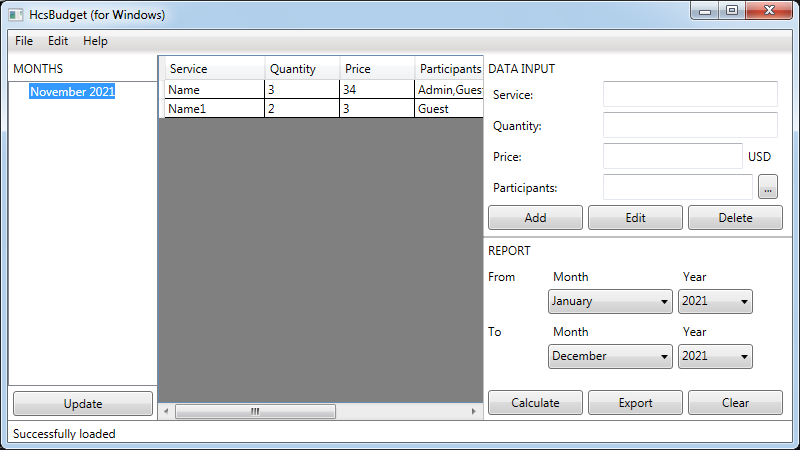 HcsBudget (for Windows)
File Edit Help
MONTHS
November 2021
Update
Service Quantity Price Participants
Name 3 34 Admin,Gues
Name1 2 3 Guest
DATA INPUT
Service:
Quantity:
Price: USD
Participants: ...
Add Edit Delete
REPORT
From Month Year
January 2021
To Month Year
December 2021
Calculate Export Clear
Successfully loaded